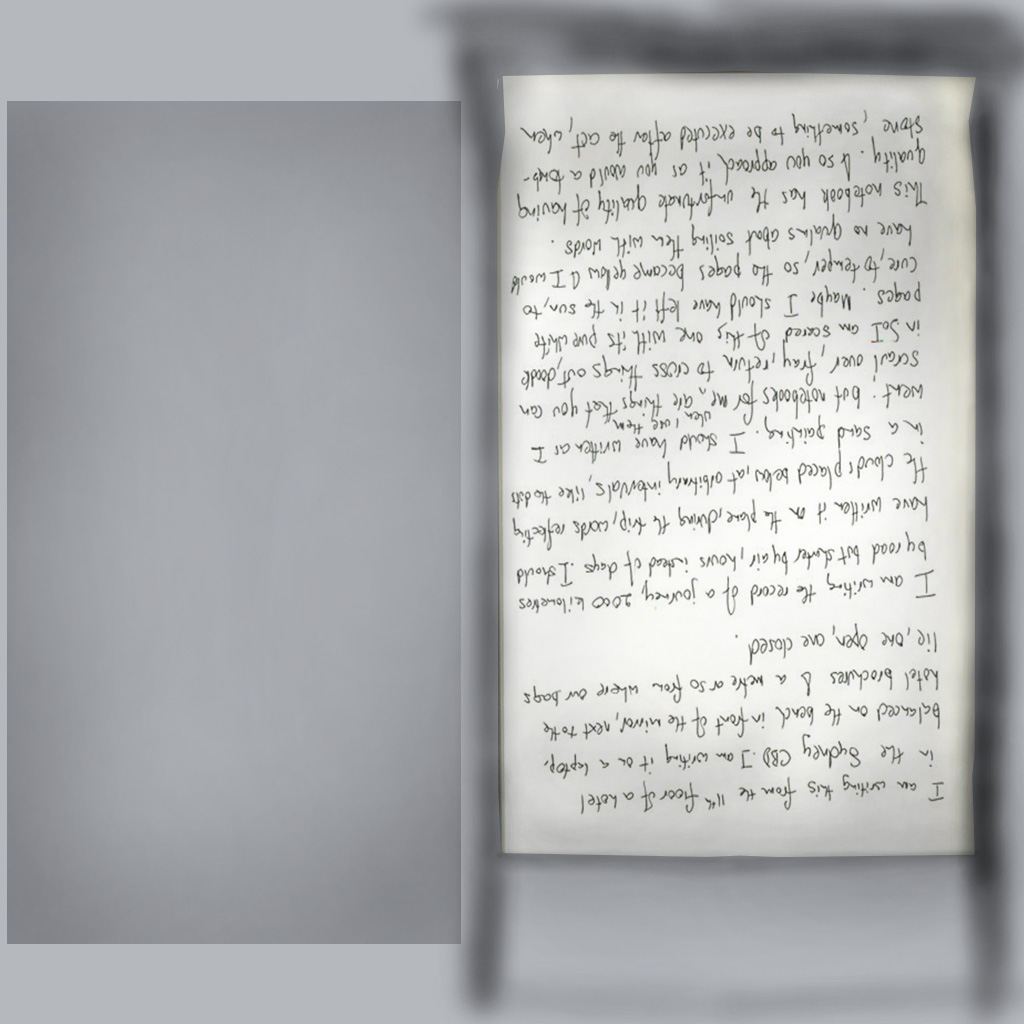 I am writing this from the 11th floor of a hotel
in the Sydney CBD. I am writing it on a laptop,
balanced on the bench in front of the mirror, next to the
hotel brochures & a metre or so from where our bags
lie, one open, one closed.
I am writing the record of a journey, 2000 kilometres
by road but shorter by air, hours instead of days. I should
have written it on the plane, during the trip, words reflecting
the clouds placed below, at arbitrary intervals, like the dots
in a sand painting. I should have written as I
when I use them
went; but notebooks for me ^ are things that you can
scrawl over, fray, return to cross things out, doodle
in So I am scared of this one with its pure white
pages. Maybe I should have left it in the sun, to
cure, to temper, so the pages became yellow & I would
have no qualms about soiling them with words.
This notebook has the unfortunate quality of having
quality. & so you approach it as you would a tomb-
stone, something to be executed after the act, when